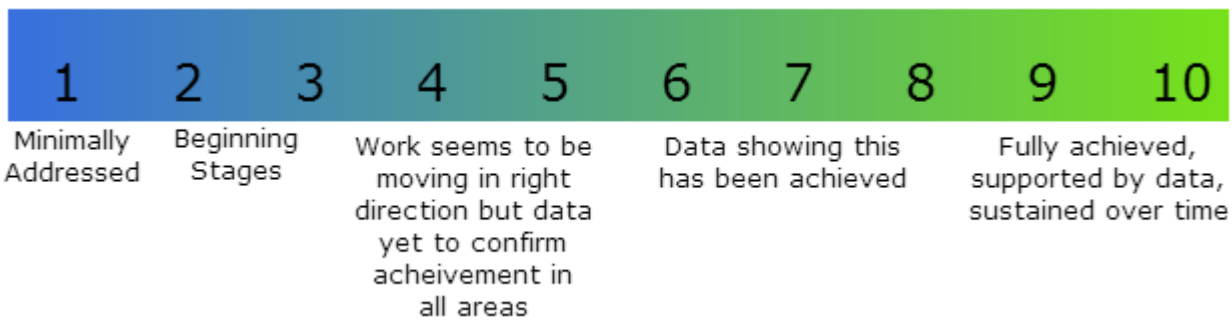 1 2 3 4 5 6 7 8 9 10
Minimally
Addressed
Beginning
Stages
Work seems to be
moving in right
direction but data
yet to confirm
acheivement in
all areas
Data showing this
has been achieved
Fully achieved,
supported by data,
sustained over time